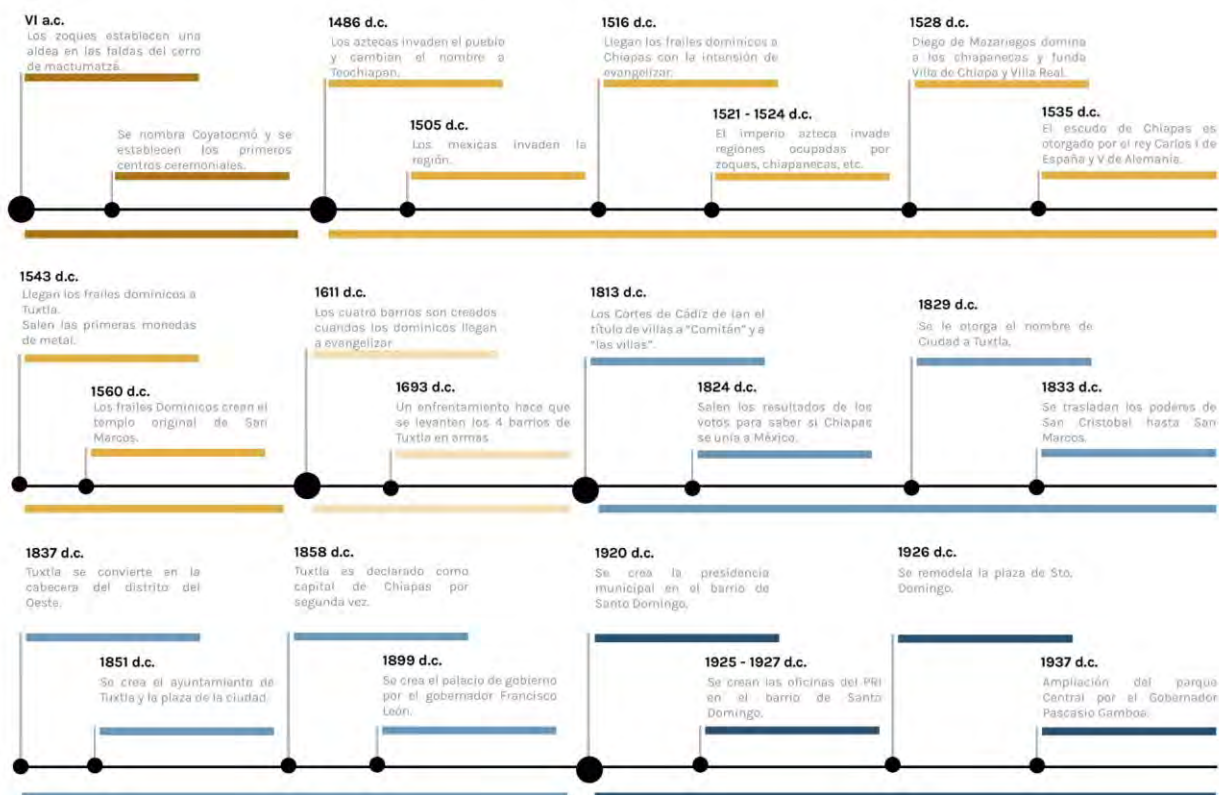 VI a.c.
Los zoques establecen una
aldea en las faldas del cerro
de mactumatzá.
Se nombra Coyatocmó y se
establecen los primeros
centros ceremoniales.
1486 d.c.
Los aztecas invaden el pueblo
y cambian el nombre a
Teochiapan.
1505 d.c.
Los mexicas invaden la
región.
1516 d.c.
Llegan los frailes dominicos a
Chiapas con la intensión de
evangelizar.
1521 - 1524 d.c.
El imperio azteca invade
regiones ocupadas por
zoques, chiapanecas, etc.
1528 d.c.
Diego de Mazariegos domina
a los chiapanecas y funda
Villa de Chiapa y Villa Real.
1535 d.c.
El escudo de Chiapas es
otorgado por el rey Carlos I de
España y V de Alemania.
1543 d.c.
Llegan los frailes dominicos a
Tuxtla.
Salen las primeras monedas
de metal.
1560 d.c.
Los frailes Dominicos crean el
templo original de San
Marcos.
1611 d.c.
Los cuatro barrios son creados
cuandos los dominicos llegan
a evangelizar
1693 d.c.
Un enfrentamiento hace que
se levanten los 4 barrios de
Tuxtla en armas
1813 d.c.
Los Cortes de Cádiz de lan el
título de villas a "Comitán" y a
"las villas".
1824 d.c.
Salen los resultados de los
votos para saber si Chiapas
se unía a México.
1829 d.c.
Se le otorga el nombre de
Ciudad a Tuxtla.
1833 d.c.
Se trasladan los poderes de
San Cristobal hasta San
Marcos.
1837 d.c.
Tuxtla se convierte en la
cabecera del distrito del
Oeste.
1851 d.c.
Se crea el ayuntamiento de
Tuxtla y la plaza de la ciudad.
1858 d.c.
Tuxtla es declarado como
capital de Chiapas por
segunda vez.
1899 d.c.
Se crea el palacio de gobierno
por el gobernador Francisco
León.
1920 d.c.
Se crea la presidencia
municipal en el barrio de
Santo Domingo.
1925 - 1927 d.c.
Se crean las oficinas del PRI
en el barrio de Santa
Domingo.
1926 d.c.
Se remodela la plaza de Sto.
Domingo.
1937 d.c.
Ampliación del parque
Central por el Gobernador
Pascasio Gamboa.